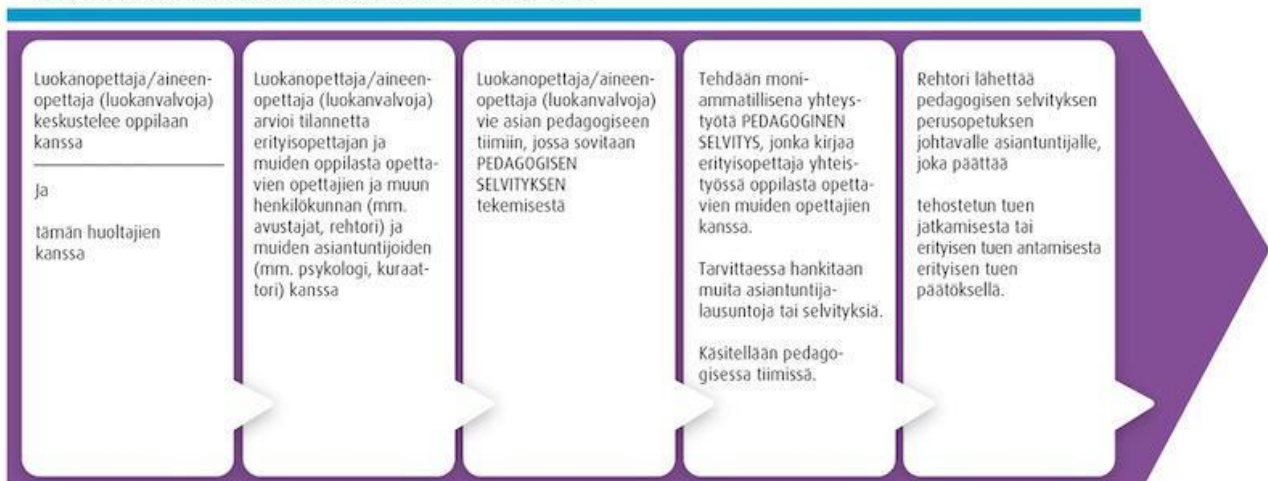 Luokanopettaja/aineen-
opettaja (luokanvalvoja)
keskustelee oppilaan
kanssa
Ja
tämän huoltajien
kanssa
Luokanopettaja/aineen-
opettaja (luokanvalvoja)
arvioi tilannetta
erityisopettajan ja
muiden oppilasta opetta-
vien opettajien ja muun
henkilökunnan (mm.
avustajat, rehtori) ja
muiden asiantuntijoiden
(mm. psykologi, kuraat-
tori) kanssa
Luokanopettaja/aineen-
opettaja (luokanvalvoja)
vie asian pedagogiseen
tiimiin, jossa sovitaan
PEDAGOGISEN
SELVITYKSEN
tekemisestä
Tehdään moni-
ammatillisena yhteys-
työtä PEDAGOGINEN
SELVITYS, jonka kirjaa
erityisopettaja yhteis-
työssä oppilasta opetta-
vien muiden opettajien
kanssa.
Tarvittaessa hankitaan
muita asiantuntija-
lausuntoja tai selvityksiä.
Käsitellään pedago-
gisessa tiimissä.
Rehtori lähettää
pedagogisen selvityksen
perusopetuksen
johtavalle asiantuntijalle,
joka päättää
tehostetun tuen
jatkamisesta tai
erityisen tuen antamisesta
erityisen tuen
päätöksellä.